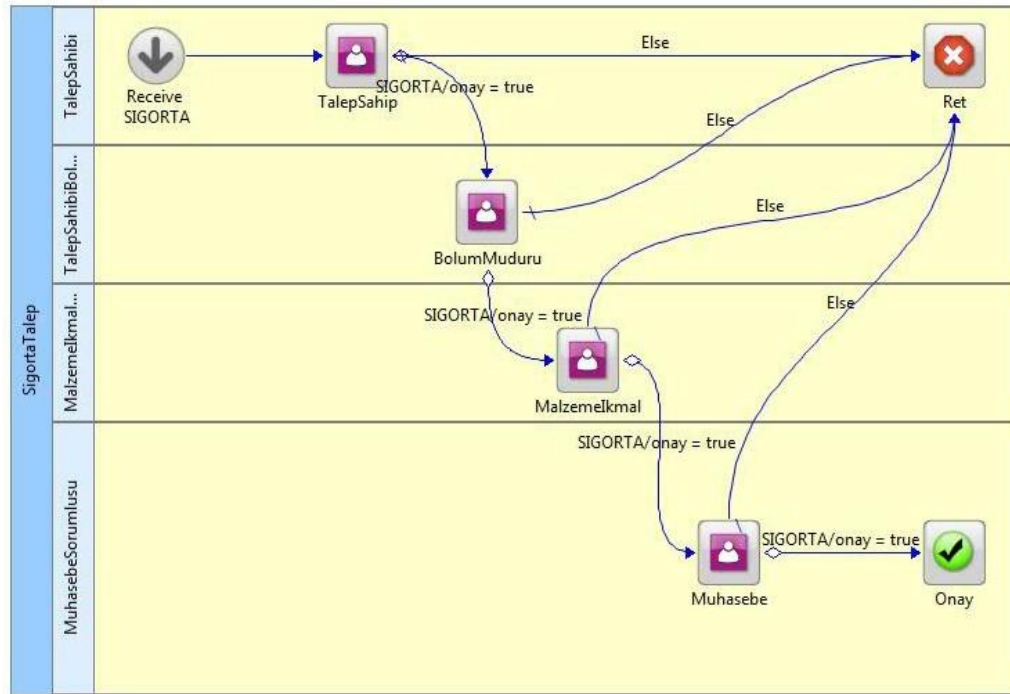 SigortaTalep
TalepSahibi
Receive
SIGORTA
TalepSahip
Else
SIGORTA/onay = true
Ret
Else
TalepSahibiBol...
BolumMuduru
Else
MalzemeIkmal...
SIGORTA/onay = true
MalzemeIkmal
Else
MuhasebeSorumlusu
SIGORTA/onay = true
Muhasebe
SIGORTA/onay = true
Onay